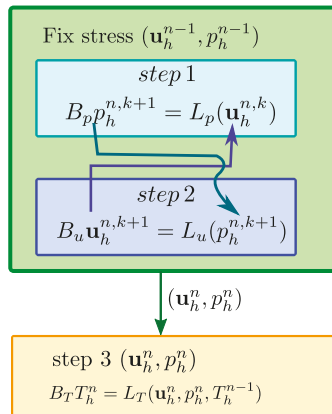 Fix stress $(\mathbf{u}_h^{n-1}, p_h^{n-1})$
step 1
$B_p p_h^{n,k+1} = L_p(\mathbf{u}_h^{n,k})$
step 2
$B_u \mathbf{u}_h^{n,k+1} = L_u(p_h^{n,k+1})$
$(\mathbf{u}_h^n, p_h^n)$
step 3 $(\mathbf{u}_h^n, p_h^n)$
$B_T T_h^n = L_T(\mathbf{u}_h^n, p_h^n, T_h^{n-1})$